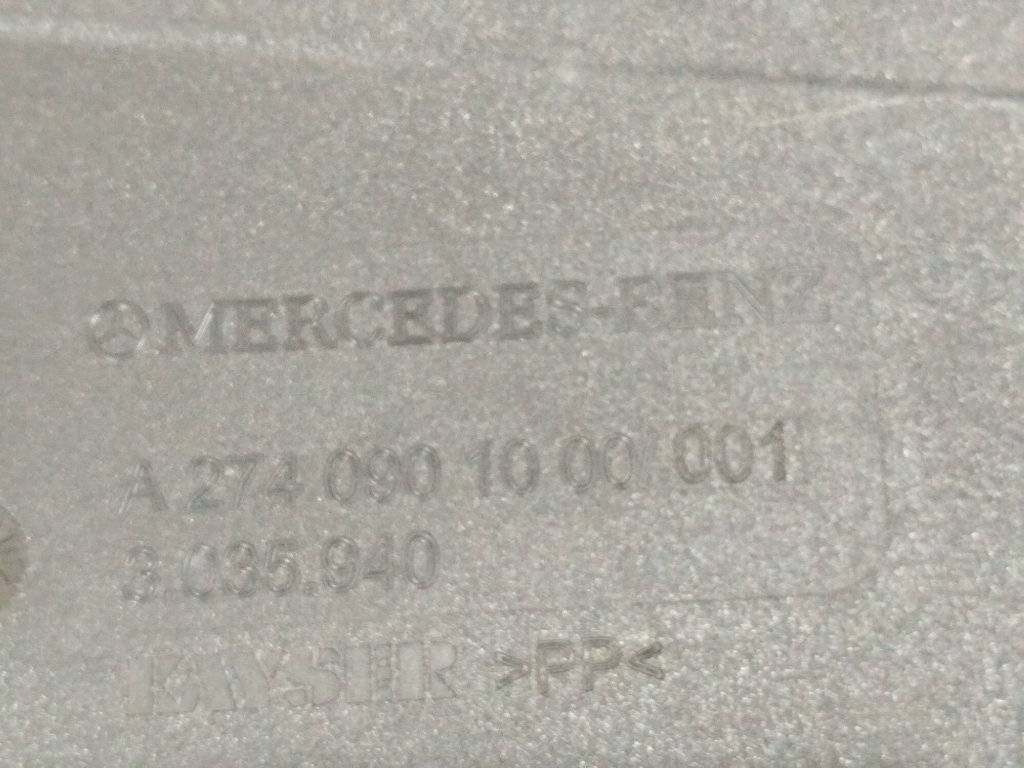 MERCEDES-BENZ
A 274 090 10 00/001
3.035.940
KAYSER >PP<